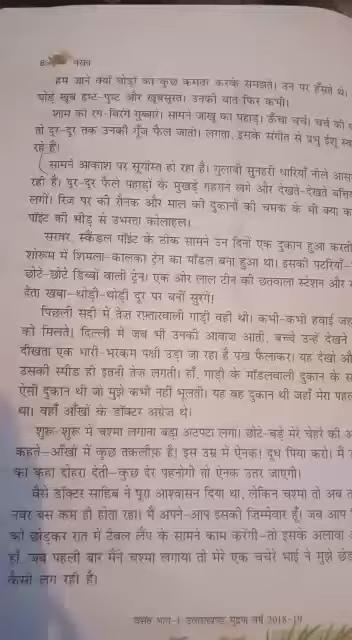 8 वसंत
हम जाने क्यों घोड़ों को कुछ कमतर करके समझते। उन पर हँसते थे।
घोड़े खूब हृष्ट-पुष्ट और खूबसूरत। उनकी बात फिर कभी।
शाम को रंग-बिरंगे गुब्बारे। सामने जाखू का पहाड़। ऊँचा चर्च। चर्च की
तो दूर-दूर तक उनकी गूँज फैल जाती। लगता, इसके संगीत से प्रभु ईशू स्व
रहे हैं।
सामने आकाश पर सूर्यास्त हो रहा है। गुलाबी सुनहरी धारियाँ नीले आस
रही हैं। दूर-दूर फैले पहाड़ों के मुखड़े गहराने लगे और देखते-देखते बत्तिय
लगीं। रिज पर की रौनक और माल की दुकानों की चमक के भी क्या क
पॉइंट की भीड़ से उभरता कोलाहल।
सरवर, स्कैंडल पॉइंट के ठीक सामने उन दिनों एक दुकान हुआ करती
शोरूम में शिमला-कालका ट्रेन का मॉडल बना हुआ था। इसकी पटरियाँ-
छोटे-छोटे डिब्बों वाली ट्रेन। एक ओर लाल टीन की छतवाला स्टेशन और
देता खंबा-थोड़ी-थोड़ी दूर पर बनीं सुरंगें!
पिछली सदी में तेज़ रफ़्तारवाली गाड़ी वही थी। कभी-कभी हवाई जह
को मिलते। दिल्ली में जब भी उनकी आवाज़ आती, बच्चे उन्हें देखने
दीखता एक भारी-भरकम पक्षी उड़ा जा रहा है पंख फैलाकर। यह देखो औ
उसकी स्पीड ही इतनी तेज़ लगती। हाँ, गाड़ी के मॉडलवाली दुकान के स
ऐसी दुकान थी जो मुझे कभी नहीं भूलती। यह वह दुकान थी जहाँ मेरा पहल
था। वहाँ आँखों के डॉक्टर अंग्रेज़ थे।
शुरू-शुरू में चश्मा लगाना बड़ा अटपटा लगा। छोटे-बड़े मेरे चेहरे की अ
कहते-आँखों में कुछ तकलीफ़ है! इस उम्र में ऐनक! दूध पिया करो। मैं उ
का कहा दोहरा देती-कुछ देर पहनोगी तो ऐनक उतर जाएगी।
वैसे डॉक्टर साहिब ने पूरा आश्वासन दिया था, लेकिन चश्मा तो अब त
नंबर बस कम ही होता रहा। मैं अपने-आप इसकी ज़िम्मेवार हूँ। जब आप
को छोड़कर रात में टेबल लैंप के सामने काम करेंगी-तो इसके अलावा
हाँ, जब पहली बार मैंने चश्मा लगाया तो मेरे एक चचेरे भाई ने मुझे छेड़
कैसी लग रही है!
वसंत भाग-1 उत्तराखण्ड मुद्रण वर्ष 2018-19